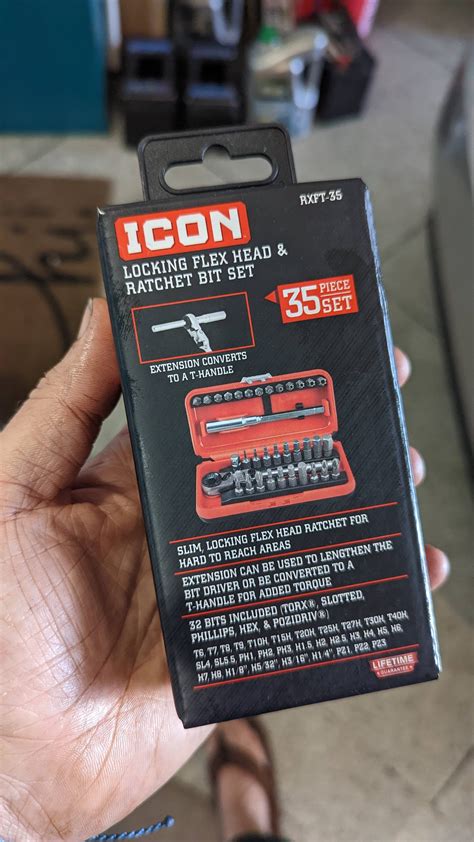 RXFT-35
ICON
LOCKING FLEX HEAD &
RATCHET BIT SET
35 PIECE
SET
EXTENSION CONVERTS
TO A T-HANDLE
SLIM, LOCKING FLEX HEAD RATCHET FOR
HARD TO REACH AREAS
EXTENSION CAN BE USED TO LENGTHEN THE
BIT DRIVER OR BE CONVERTED TO A
T-HANDLE FOR ADDED TORQUE
32 BITS INCLUDED (TORX®, SLOTTED,
PHILLIPS, HEX, & POZIDRIV®)
T6, T7, T8, T9, T10H, T15H, T20H, T25H, T27H, T30H, T40H,
SL4, SL5.5, PH1, PH2, PH3, H1.5, H2, H2.5, H3, H4, H5, H6,
H7, H8, H1/8", H5/32", H3/16", H1/4", PZ1, PZ2, PZ3
LIFETIME
GUARANTEE